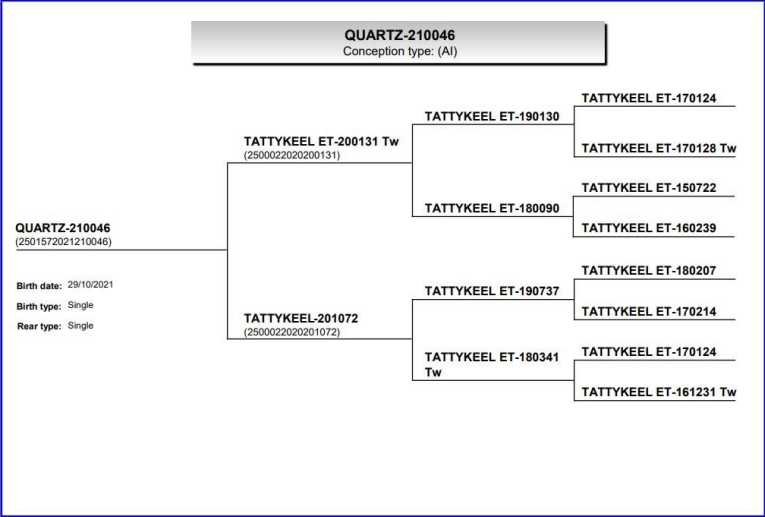 QUARTZ-210046
Conception type: (AI)
TATTYKEEL ET-170124
TATTYKEEL ET-190130
TATTYKEEL ET-200131 Tw
(2500022020200131)
TATTYKEEL ET-170128 Tw
TATTYKEEL ET-150722
TATTYKEEL ET-180090
TATTYKEEL ET-160239
QUARTZ-210046
(2501572021210046)
Birth date: 29/10/2021
Birth type: Single
Rear type: Single
TATTYKEEL ET-180207
TATTYKEEL ET-190737
TATTYKEEL-201072
(2500022020201072)
TATTYKEEL ET-170214
TATTYKEEL ET-170124
TATTYKEEL ET-180341
Tw
TATTYKEEL ET-161231 Tw